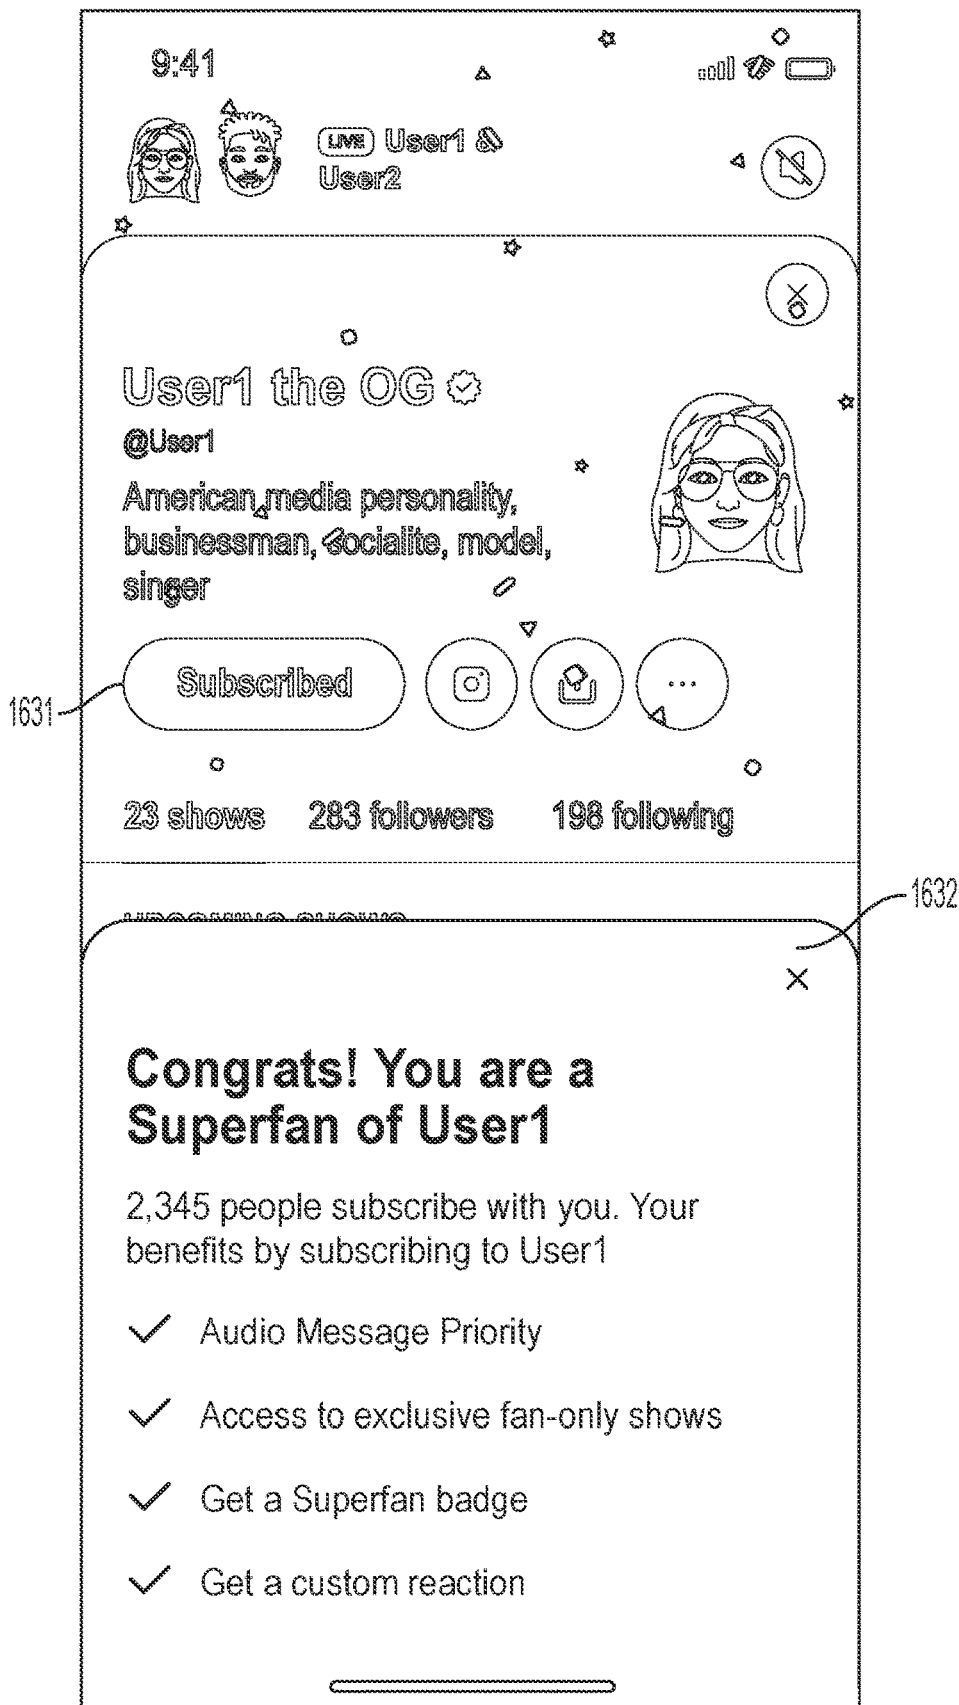 9:41
LIVE User1 &
User2
User1 the OG
@User1
American media personality,
businessman, socialite, model,
singer
Subscribed
1631
23 shows 283 followers 198 following
UPCOMING SHOWS
1632
Congrats! You are a
Superfan of User1
2,345 people subscribe with you. Your
benefits by subscribing to User1
Audio Message Priority
Access to exclusive fan-only shows
Get a Superfan badge
Get a custom reaction